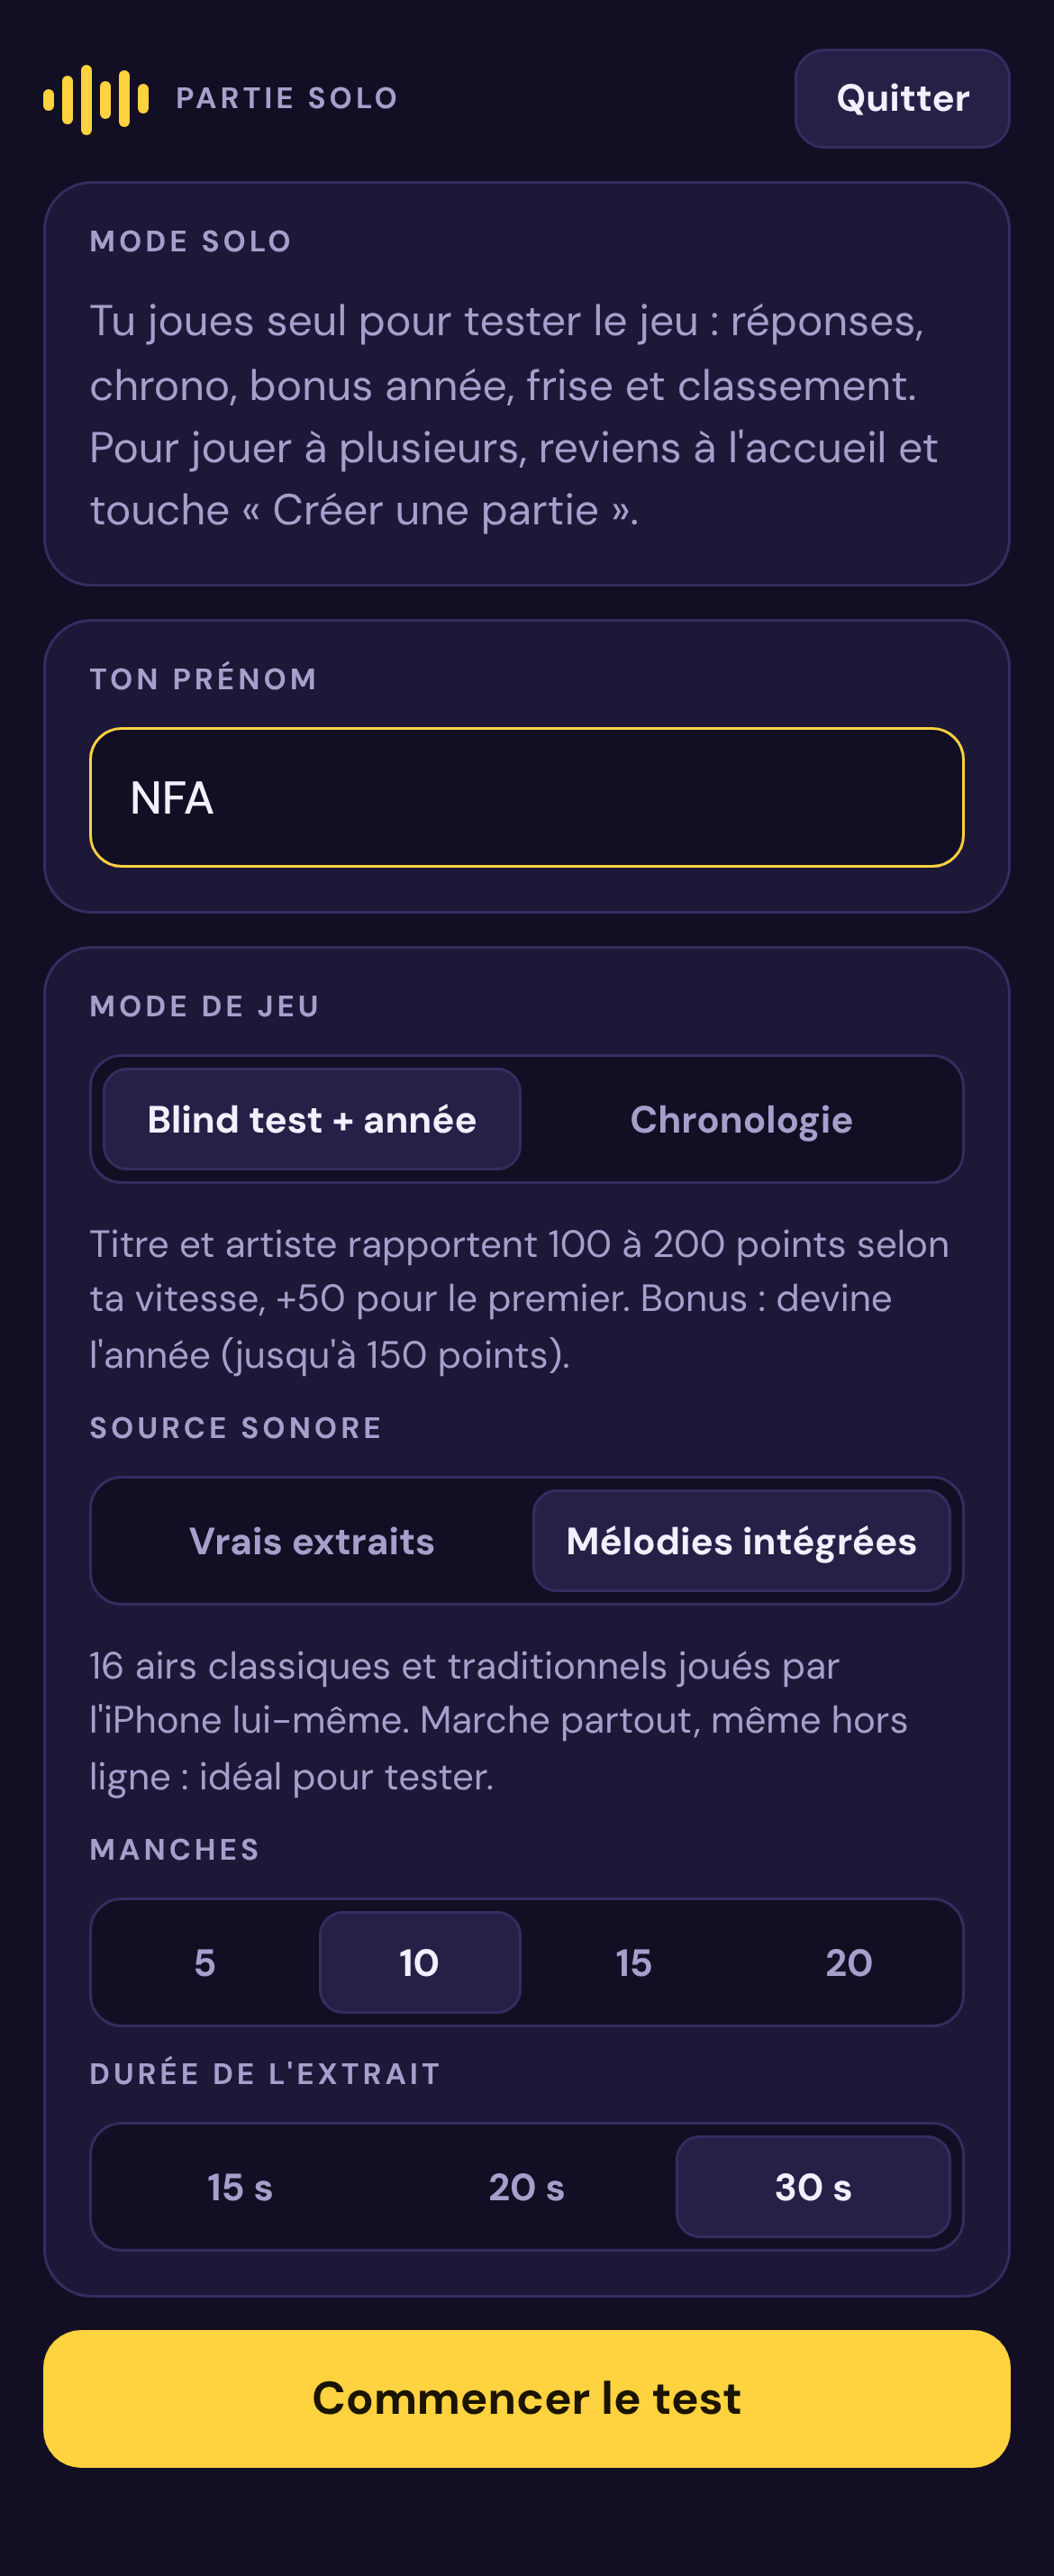 PARTIE SOLO
Quitter
MODE SOLO
Tu joues seul pour tester le jeu : réponses,
chrono, bonus année, frise et classement.
Pour jouer à plusieurs, reviens à l'accueil et
touche « Créer une partie ».
TON PRÉNOM
NFA
MODE DE JEU
Blind test + année
Chronologie
Titre et artiste rapportent 100 à 200 points selon
ta vitesse, +50 pour le premier. Bonus : devine
l'année (jusqu'à 150 points).
SOURCE SONORE
Vrais extraits
Mélodies intégrées
16 airs classiques et traditionnels joués par
l'iPhone lui-même. Marche partout, même hors
ligne : idéal pour tester.
MANCHES
5 10 15 20
DURÉE DE L'EXTRAIT
15 s 20 s 30 s
Commencer le test